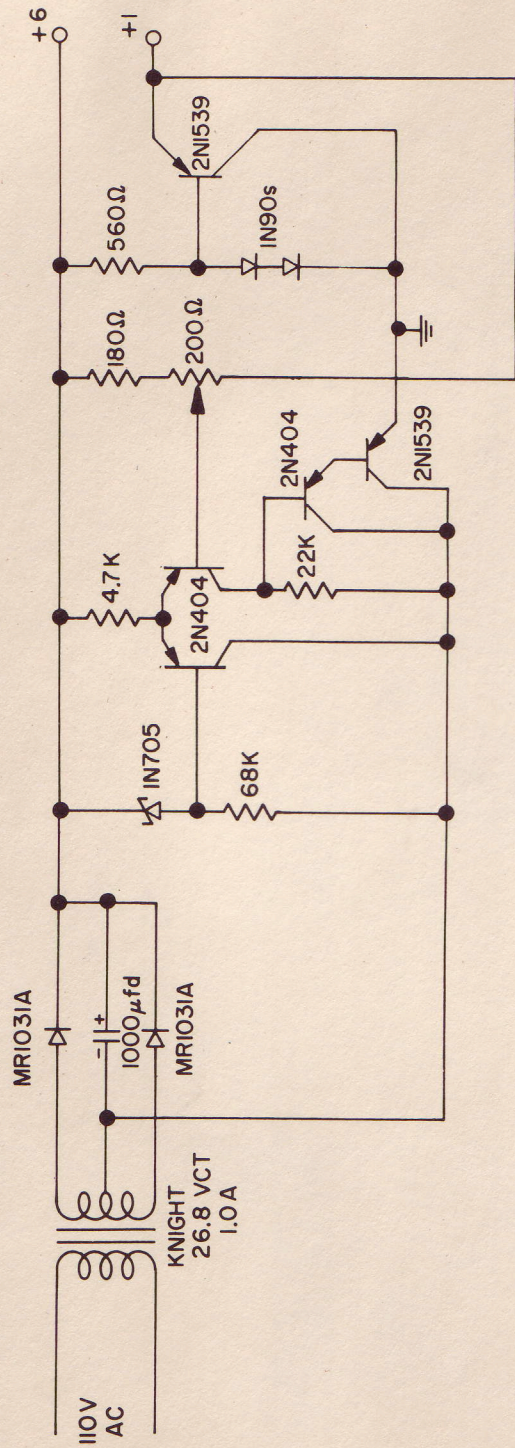 110V
AC
KNIGHT
26.8 VCT
1.0 A
MR1031A
- +
1000μfd
MR1031A
1N705
68K
4.7K
2N404
22K
2N404
2N1539
180Ω
200Ω
560Ω
1N90s
2N1539
+6
+1